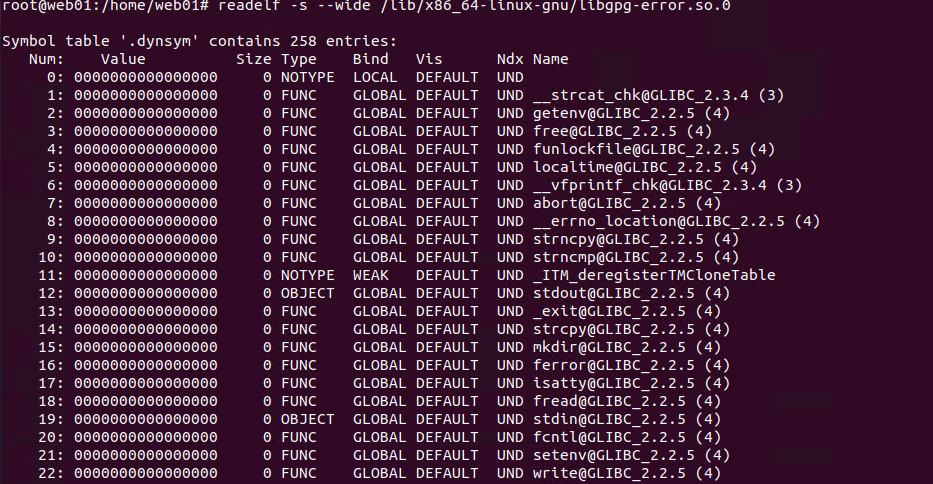 root@web01:/home/web01# readelf -s --wide /lib/x86_64-linux-gnu/libgpg-error.so.0
Symbol table '.dynsym' contains 258 entries:
Num: Value Size Type Bind Vis Ndx Name
0: 0000000000000000 0 NOTYPE LOCAL DEFAULT UND
1: 0000000000000000 0 FUNC GLOBAL DEFAULT UND __strcat_chk@GLIBC_2.3.4 (3)
2: 0000000000000000 0 FUNC GLOBAL DEFAULT UND getenv@GLIBC_2.2.5 (4)
3: 0000000000000000 0 FUNC GLOBAL DEFAULT UND free@GLIBC_2.2.5 (4)
4: 0000000000000000 0 FUNC GLOBAL DEFAULT UND funlockfile@GLIBC_2.2.5 (4)
5: 0000000000000000 0 FUNC GLOBAL DEFAULT UND localtime@GLIBC_2.2.5 (4)
6: 0000000000000000 0 FUNC GLOBAL DEFAULT UND __vfprintf_chk@GLIBC_2.3.4 (3)
7: 0000000000000000 0 FUNC GLOBAL DEFAULT UND abort@GLIBC_2.2.5 (4)
8: 0000000000000000 0 FUNC GLOBAL DEFAULT UND __errno_location@GLIBC_2.2.5 (4)
9: 0000000000000000 0 FUNC GLOBAL DEFAULT UND strncpy@GLIBC_2.2.5 (4)
10: 0000000000000000 0 FUNC GLOBAL DEFAULT UND strncmp@GLIBC_2.2.5 (4)
11: 0000000000000000 0 NOTYPE WEAK DEFAULT UND _ITM_deregisterTMCloneTable
12: 0000000000000000 0 OBJECT GLOBAL DEFAULT UND stdout@GLIBC_2.2.5 (4)
13: 0000000000000000 0 FUNC GLOBAL DEFAULT UND _exit@GLIBC_2.2.5 (4)
14: 0000000000000000 0 FUNC GLOBAL DEFAULT UND strcpy@GLIBC_2.2.5 (4)
15: 0000000000000000 0 FUNC GLOBAL DEFAULT UND mkdir@GLIBC_2.2.5 (4)
16: 0000000000000000 0 FUNC GLOBAL DEFAULT UND ferror@GLIBC_2.2.5 (4)
17: 0000000000000000 0 FUNC GLOBAL DEFAULT UND isatty@GLIBC_2.2.5 (4)
18: 0000000000000000 0 FUNC GLOBAL DEFAULT UND fread@GLIBC_2.2.5 (4)
19: 0000000000000000 0 OBJECT GLOBAL DEFAULT UND stdin@GLIBC_2.2.5 (4)
20: 0000000000000000 0 FUNC GLOBAL DEFAULT UND fcntl@GLIBC_2.2.5 (4)
21: 0000000000000000 0 FUNC GLOBAL DEFAULT UND setenv@GLIBC_2.2.5 (4)
22: 0000000000000000 0 FUNC GLOBAL DEFAULT UND write@GLIBC_2.2.5 (4)